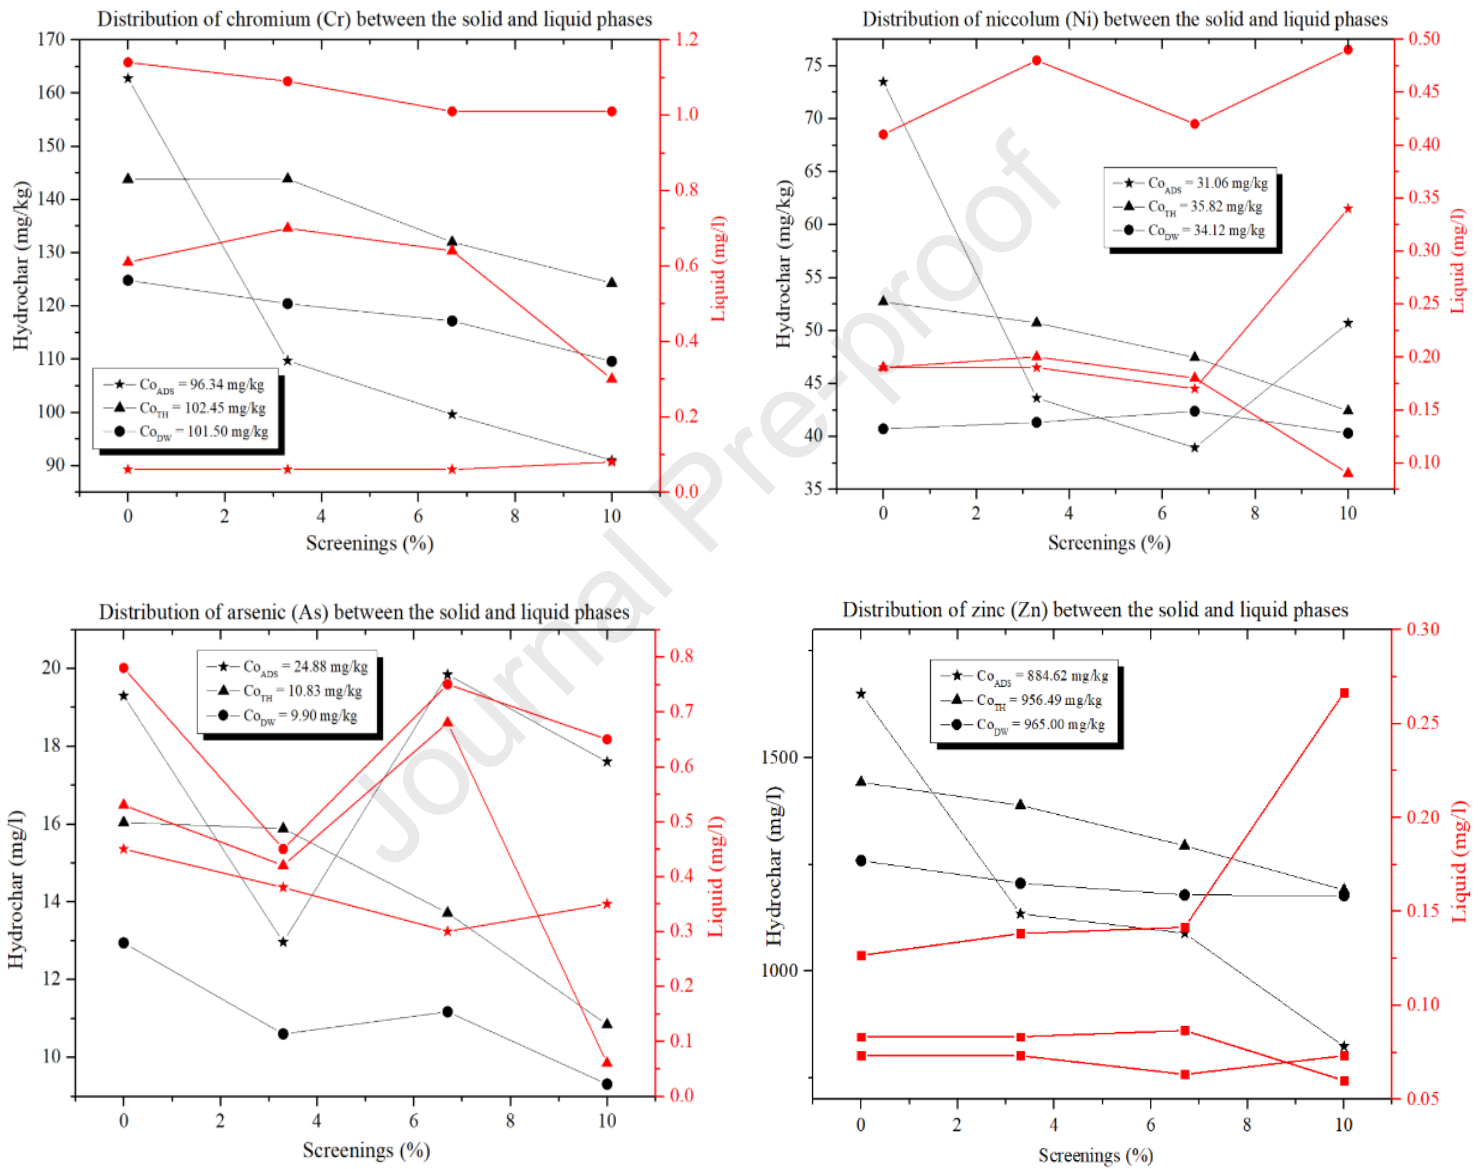 Distribution of chromium (Cr) between the solid and liquid phases
170
160
150
140
130
120
110
100
90
Hydrochar (mg/kg)
1.2
1.0
0.8
0.6
0.4
0.2
0.0
Liquid (mg/l)
Co_ADS = 96.34 mg/kg
Co_TH = 102.45 mg/kg
Co_DW = 101.50 mg/kg
0 2 4 6 8 10
Screenings (%)
Distribution of niccolum (Ni) between the solid and liquid phases
75
70
65
60
55
50
45
40
35
Hydrochar (mg/kg)
0.50
0.45
0.40
0.35
0.30
0.25
0.20
0.15
0.10
Liquid (mg/l)
Co_ADS = 31.06 mg/kg
Co_TH = 35.82 mg/kg
Co_DW = 34.12 mg/kg
0 2 4 6 8 10
Screenings (%)
Journal Pre-proof
Distribution of arsenic (As) between the solid and liquid phases
20
18
16
14
12
10
Hydrochar (mg/l)
0.8
0.7
0.6
0.5
0.4
0.3
0.2
0.1
0.0
Liquid (mg/l)
Co_ADS = 24.88 mg/kg
Co_TH = 10.83 mg/kg
Co_DW = 9.90 mg/kg
0 2 4 6 8 10
Screenings (%)
Distribution of zinc (Zn) between the solid and liquid phases
1500
1000
Hydrochar (mg/l)
0.30
0.25
0.20
0.15
0.10
0.05
Liquid (mg/l)
Co_ADS = 884.62 mg/kg
Co_TH = 956.49 mg/kg
Co_DW = 965.00 mg/kg
0 2 4 6 8 10
Screenings (%)